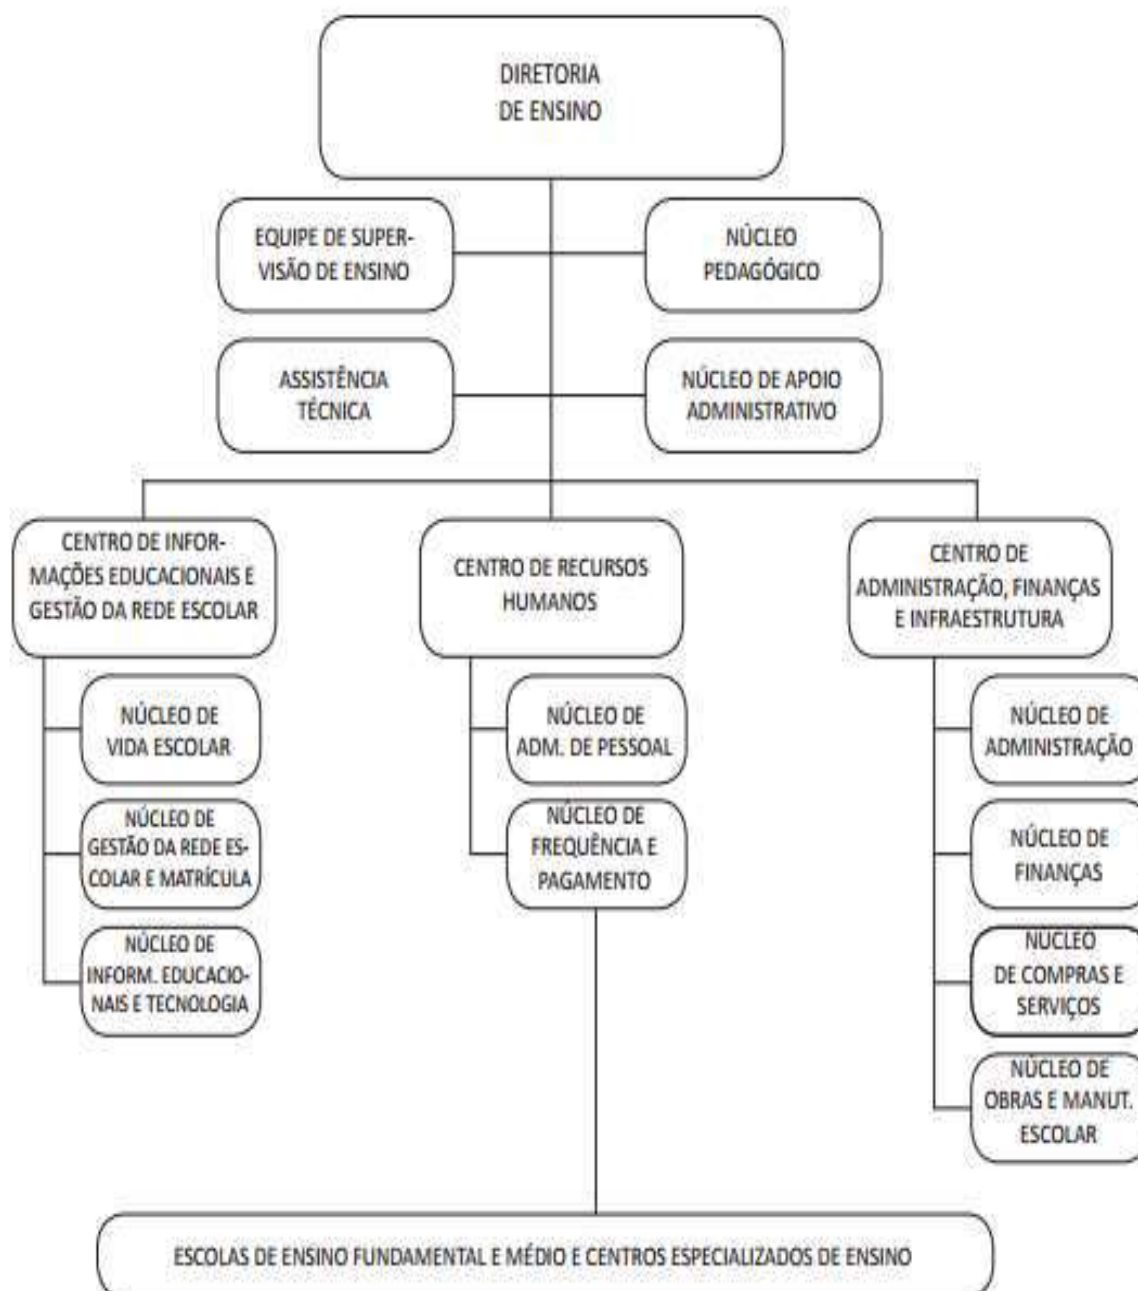 DIRETORIA
DE ENSINO
EQUIPE DE SUPER-
VISÃO DE ENSINO
NÚCLEO
PEDAGÓGICO
ASSISTÊNCIA
TÉCNICA
NÚCLEO DE APOIO
ADMINISTRATIVO
CENTRO DE INFOR-
MAÇÕES EDUCACIONAIS E
GESTÃO DA REDE ESCOLAR
CENTRO DE RECURSOS
HUMANOS
CENTRO DE
ADMINISTRAÇÃO, FINANÇAS
E INFRAESTRUTURA
NÚCLEO DE
VIDA ESCOLAR
NÚCLEO DE
GESTÃO DA REDE ES-
COLAR E MATRÍCULA
NÚCLEO DE
INFORM. EDUCACIO-
NAIS E TECNOLOGIA
NÚCLEO DE
ADM. DE PESSOAL
NÚCLEO DE
FREQUÊNCIA E
PAGAMENTO
NÚCLEO DE
ADMINISTRAÇÃO
NÚCLEO DE
FINANÇAS
NUCLEO
DE COMPRAS E
SERVIÇOS
NÚCLEO DE
OBRAS E MANUT.
ESCOLAR
ESCOLAS DE ENSINO FUNDAMENTAL E MÉDIO E CENTROS ESPECIALIZADOS DE ENSINO